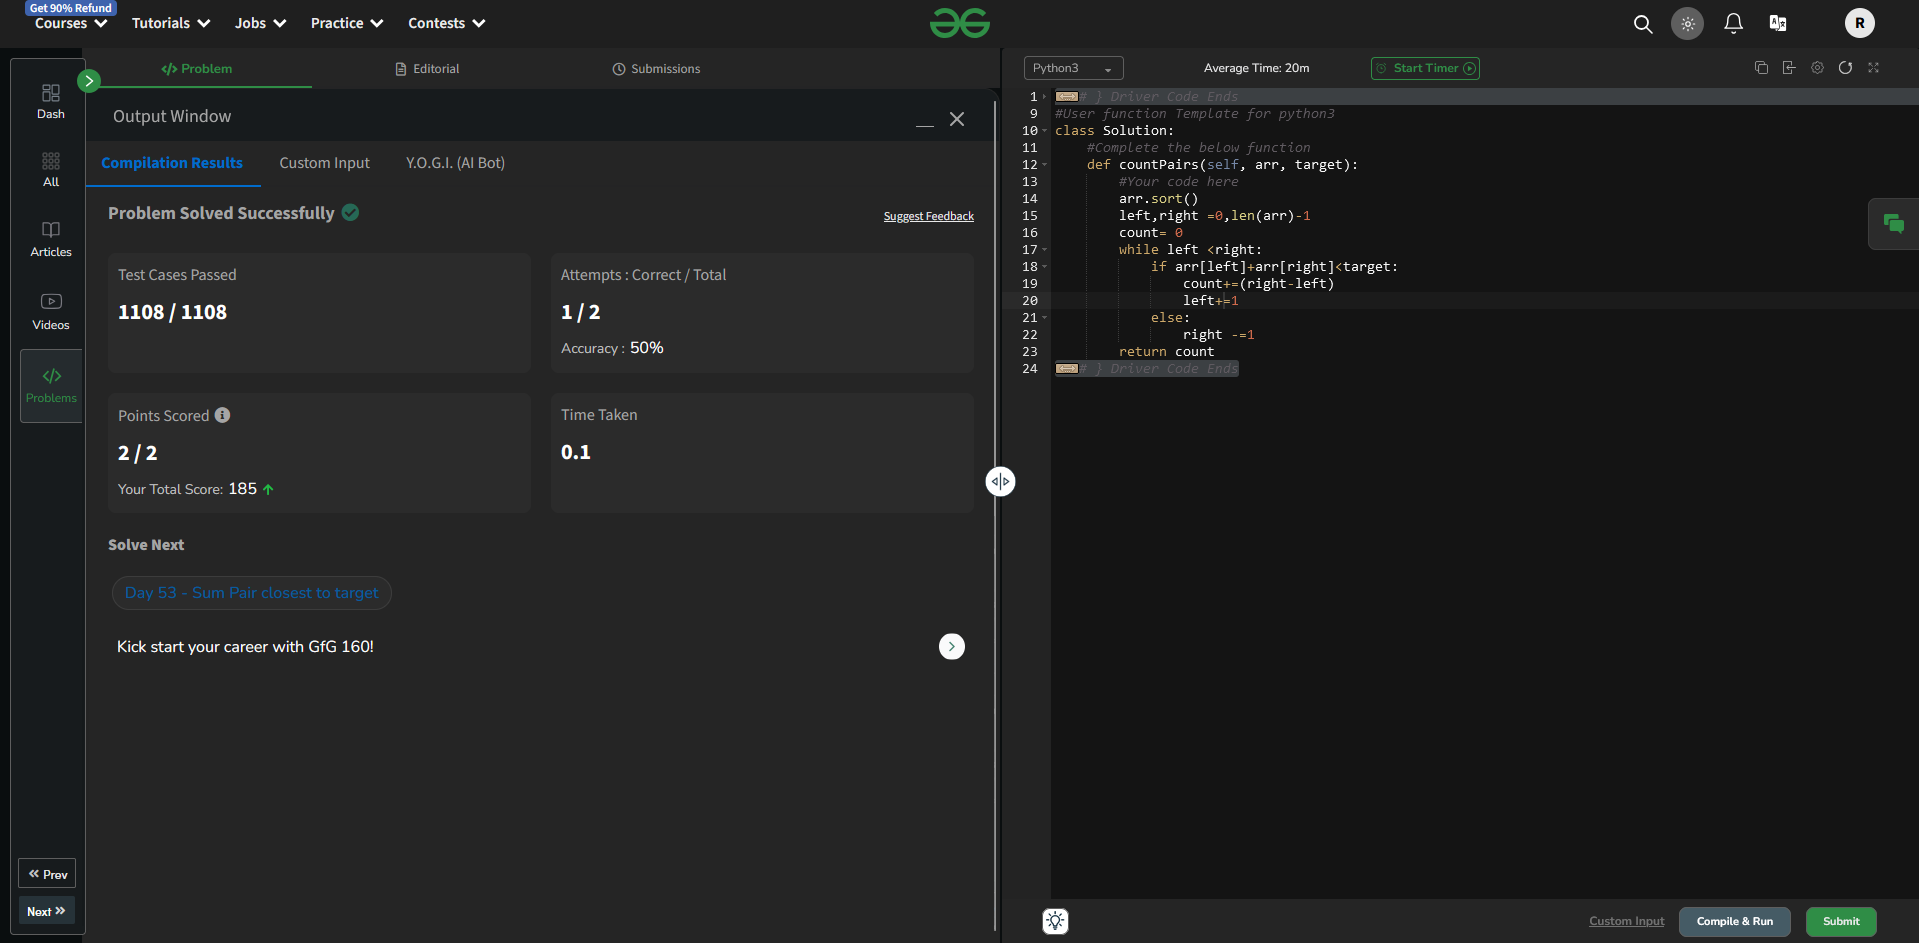 Get 90% Refund
Courses Tutorials Jobs Practice Contests
R
Dash
All
Articles
Videos
Problems
Prev
Next
</> Problem Editorial Submissions
Output Window
Compilation Results Custom Input Y.O.G.I. (AI Bot)
Problem Solved Successfully
Suggest Feedback
Test Cases Passed
1108 / 1108
Attempts : Correct / Total
1 / 2
Accuracy : 50%
Points Scored
2 / 2
Your Total Score: 185
Time Taken
0.1
Solve Next
Day 53 - Sum Pair closest to target
Kick start your career with GfG 160!
Python3 Average Time: 20m Start Timer
1 # } Driver Code Ends
9 #User function Template for python3
10 class Solution:
11 #Complete the below function
12 def countPairs(self, arr, target):
13 #Your code here
14 arr.sort()
15 left,right =0,len(arr)-1
16 count= 0
17 while left <right:
18 if arr[left]+arr[right]<target:
19 count+=(right-left)
20 left+=1
21 else:
22 right -=1
23 return count
24 # } Driver Code Ends
Custom Input Compile & Run Submit